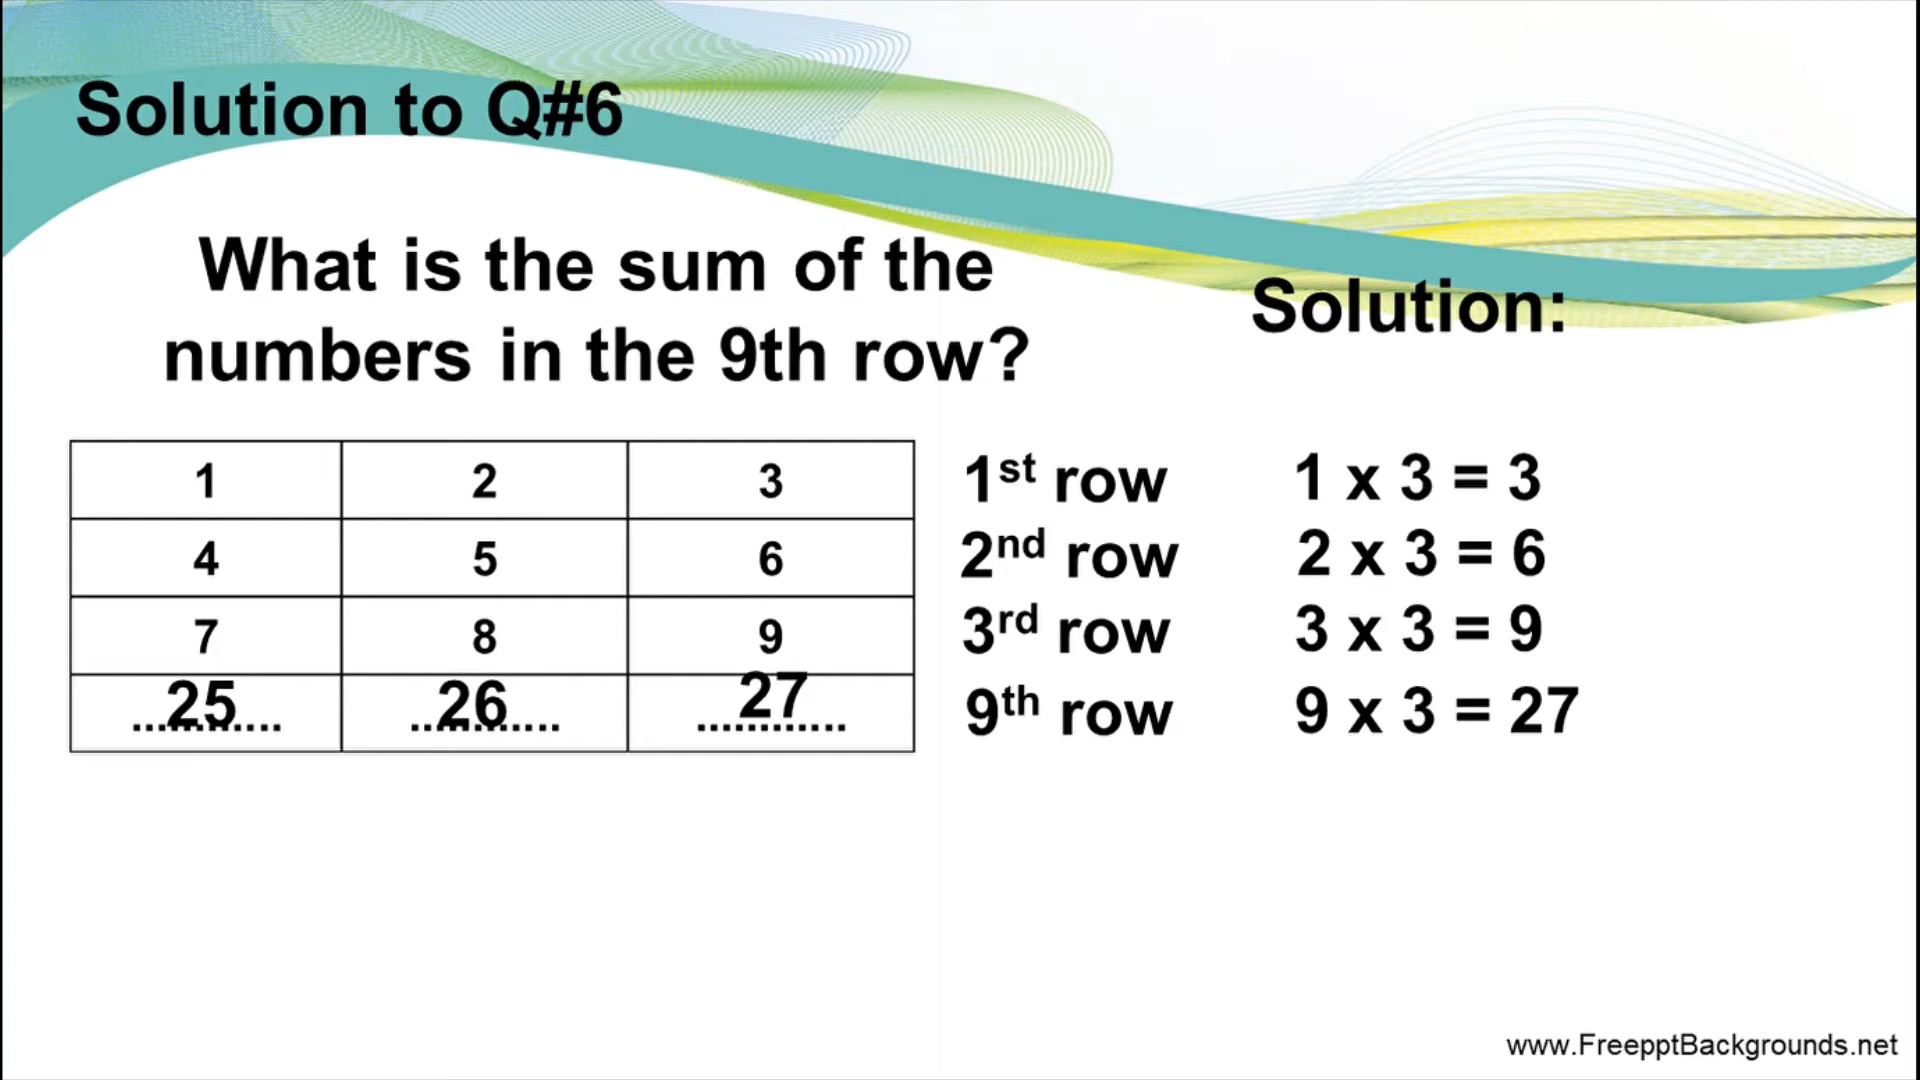 Solution to Q#6
What is the sum of the
numbers in the 9th row?
Solution:
1 2 3
4 5 6
7 8 9
25 26 27
............ ............ ............
1st row 1 x 3 = 3
2nd row 2 x 3 = 6
3rd row 3 x 3 = 9
9th row 9 x 3 = 27
www.FreepptBackgrounds.net